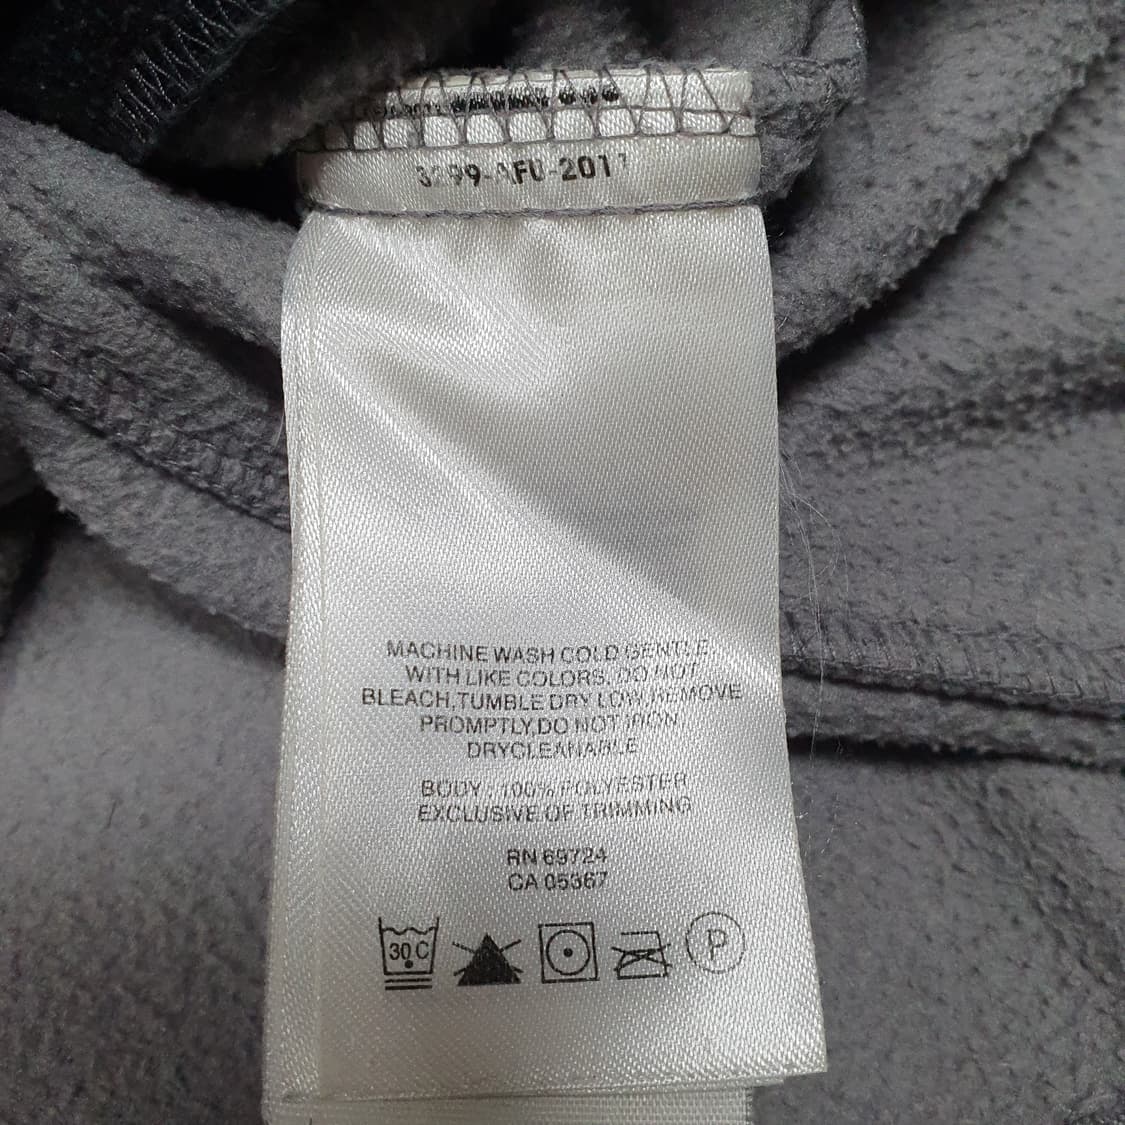 MACHINE WASH COLD GENTLE
WITH LIKE COLORS, DO NOT
BLEACH,TUMBLE DRY LOW,REMOVE
PROMPTLY,DO NOT IRON
DRYCLEANABLE
BODY : 100% POLYESTER
EXCLUSIVE OF TRIMMING
RN 69724
CA 05367
30 C P